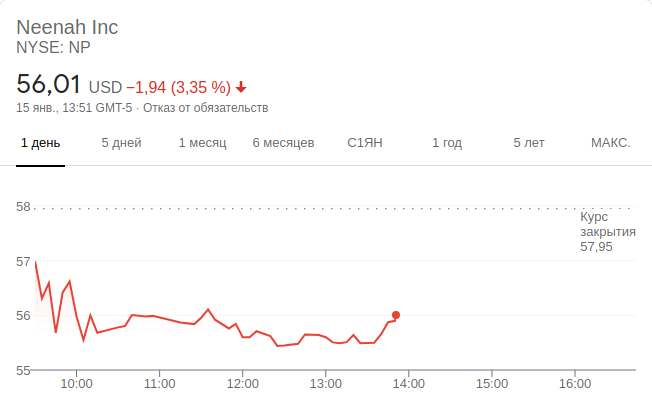 Neenah Inc
NYSE: NP
56,01 USD −1,94 (3,35 %)
15 янв., 13:51 GMT-5 · Отказ от обязательств
1 день 5 дней 1 месяц 6 месяцев С1ЯН 1 год 5 лет МАКС.
58
Курс
закрытия
57,95
57
56
55
10:00 11:00 12:00 13:00 14:00 15:00 16:00